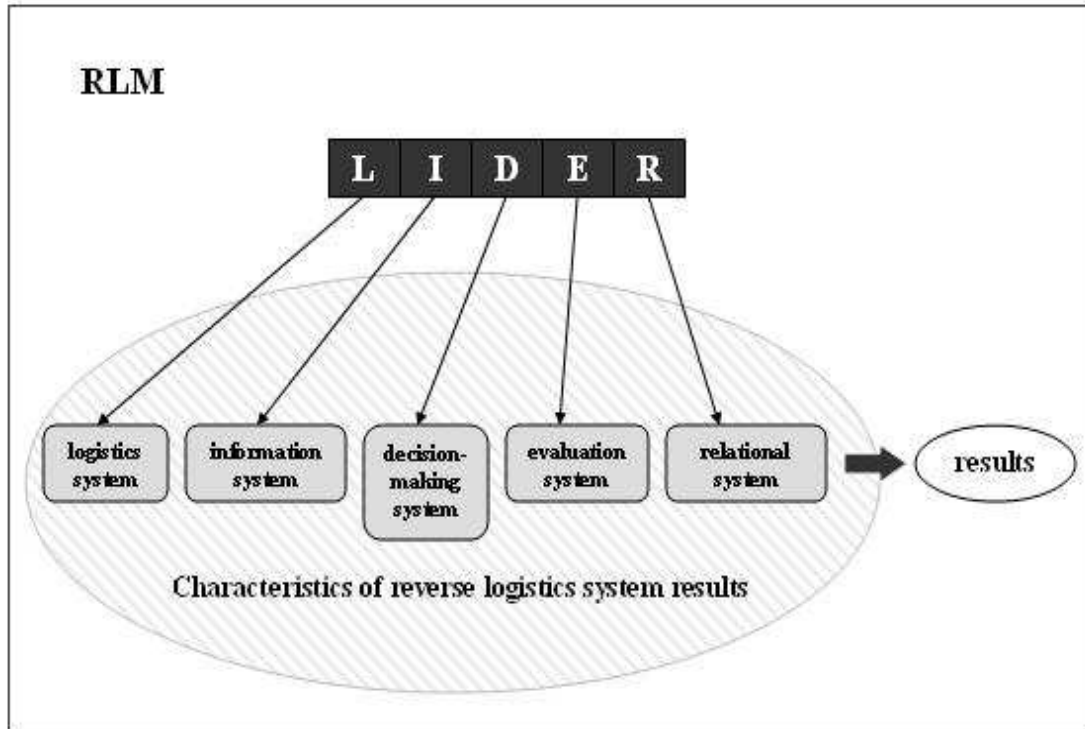 RLM
L I D E R
logistics
system
information
system
decision-
making
system
evaluation
system
relational
system
results
Characteristics of reverse logistics system results